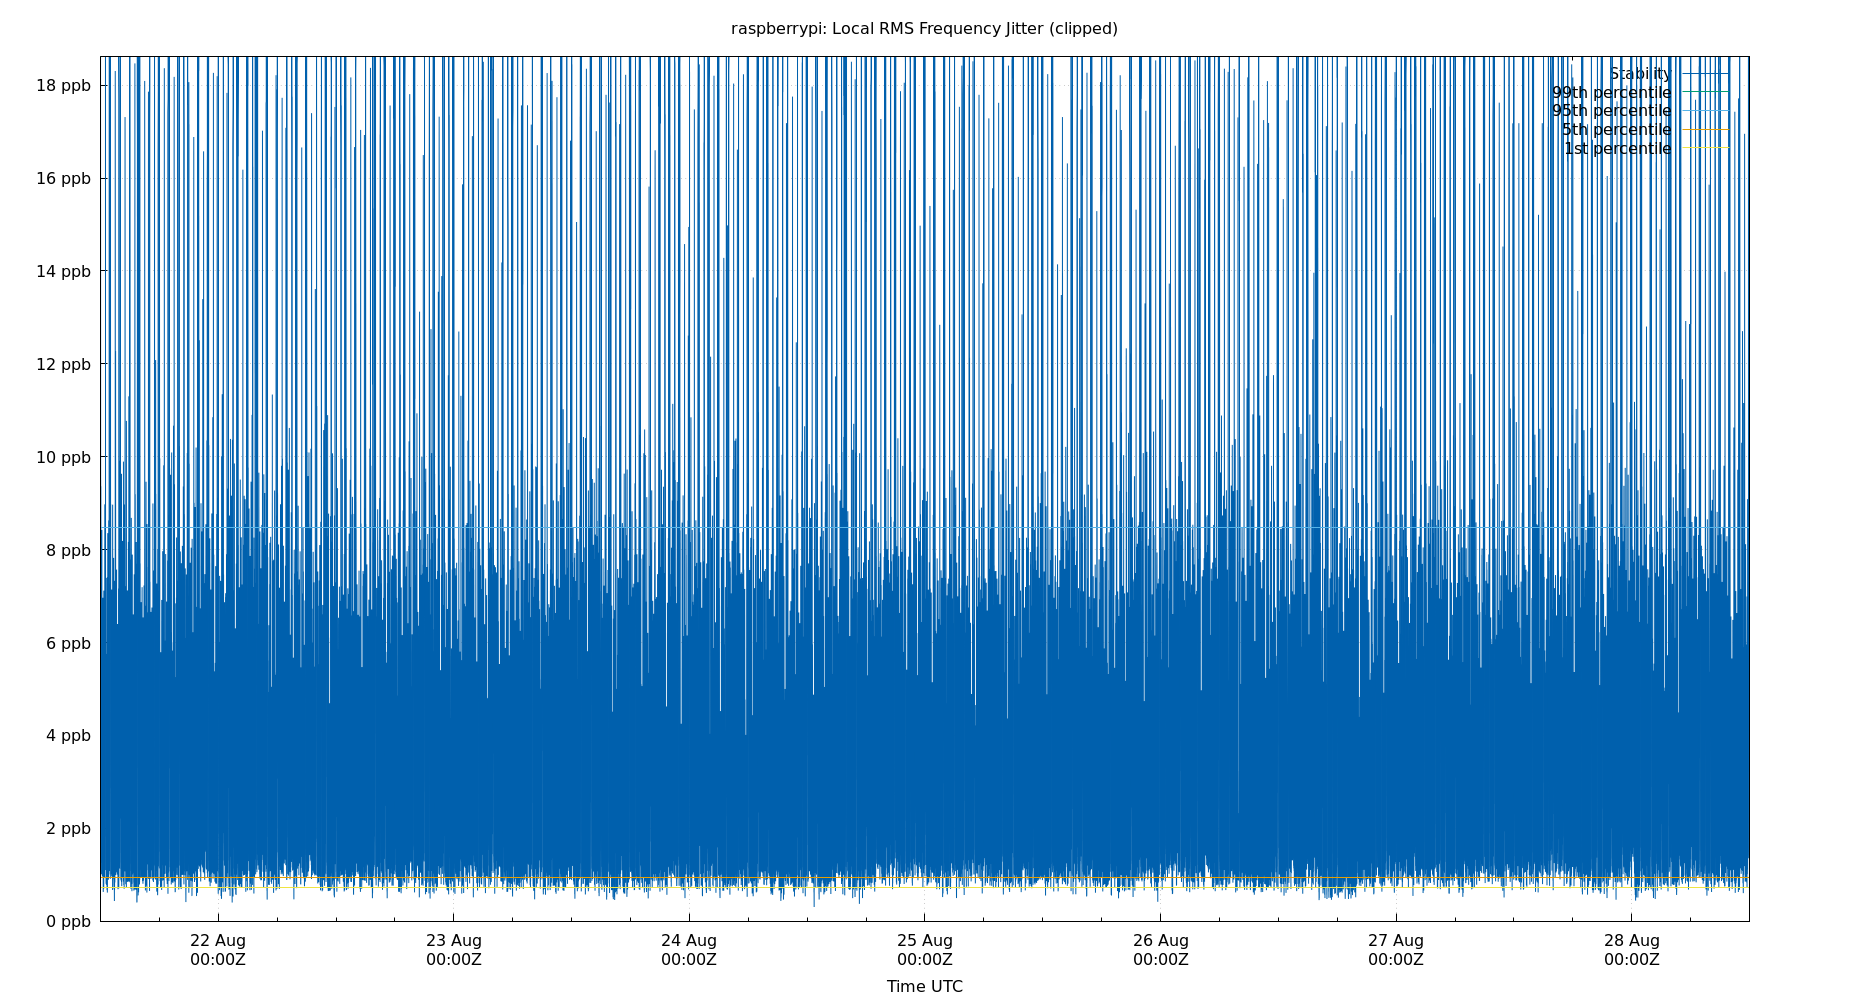 raspberrypi: Local RMS Frequency Jitter (clipped)
Stability
99th percentile
95th percentile
5th percentile
1st percentile
18 ppb
16 ppb
14 ppb
12 ppb
10 ppb
8 ppb
6 ppb
4 ppb
2 ppb
0 ppb
22 Aug 23 Aug 24 Aug 25 Aug 26 Aug 27 Aug 28 Aug
00:00Z 00:00Z 00:00Z 00:00Z 00:00Z 00:00Z 00:00Z
Time UTC